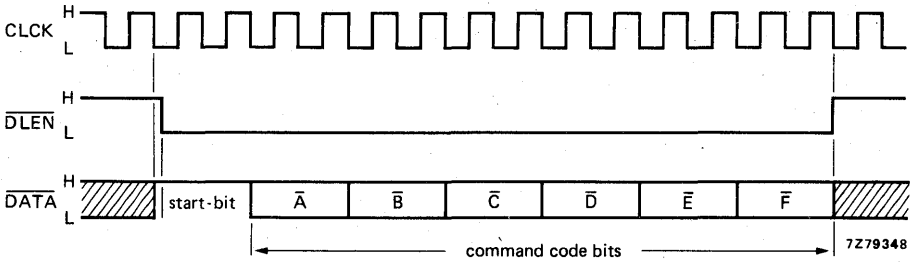 CLCK H
L
DLEN H
L
DATA H
L
start-bit A̅ B̅ C̅ D̅ E̅ F̅
command code bits
7Z79348